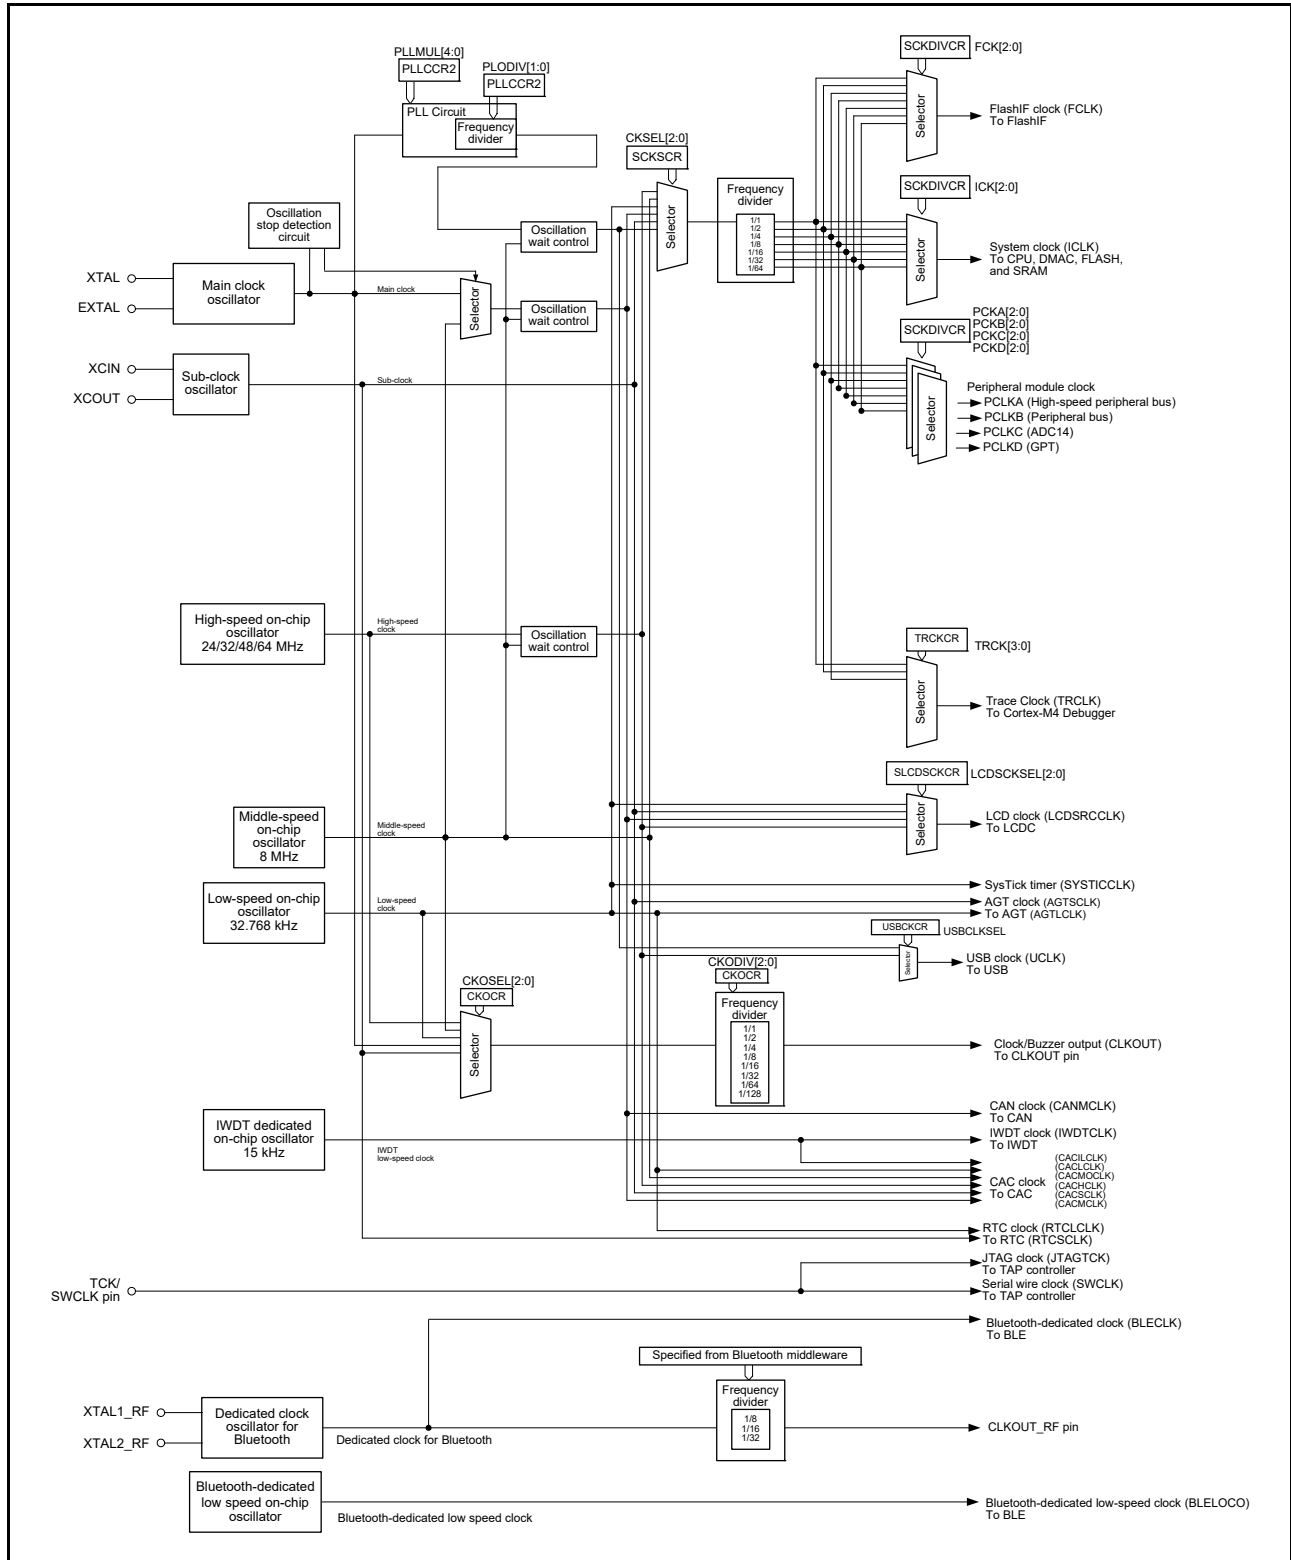 PLLMUL[4:0]
PLLCCR2
PLODIV[1:0]
PLLCCR2
PLL Circuit
Frequency
divider
CKSEL[2:0]
SCKSCR
Selector
Frequency
divider
1/1
1/2
1/4
1/8
1/16
1/32
1/64
SCKDIVCR
FCK[2:0]
Selector
FlashIF clock (FCLK)
To FlashIF
SCKDIVCR
ICK[2:0]
Selector
System clock (ICLK)
To CPU, DMAC, FLASH,
and SRAM
SCKDIVCR
PCKA[2:0]
PCKB[2:0]
PCKC[2:0]
PCKD[2:0]
Selector
Peripheral module clock
PCLKA (High-speed peripheral bus)
PCLKB (Peripheral bus)
PCLKC (ADC14)
PCLKD (GPT)
Oscillation
stop detection
circuit
Oscillation
wait control
XTAL
EXTAL
Main clock
oscillator
Main clock
Selector
Oscillation
wait control
XCIN
XCOUT
Sub-clock
oscillator
Sub-clock
High-speed on-chip
oscillator
24/32/48/64 MHz
High-speed
clock
Oscillation
wait control
TRCKCR
TRCK[3:0]
Selector
Trace Clock (TRCLK)
To Cortex-M4 Debugger
SLCDSCKCR
LCDSCKSEL[2:0]
Selector
LCD clock (LCDSRCCLK)
To LCDC
Middle-speed
on-chip
oscillator
8 MHz
Middle-speed
clock
Low-speed on-chip
oscillator
32.768 kHz
Low-speed
clock
SysTick timer (SYSTICCLK)
AGT clock (AGTSCLK)
To AGT (AGTLCLK)
USBCKCR
USBCLKSEL
Selector
USB clock (UCLK)
To USB
CKOSEL[2:0]
CKOCR
Selector
CKODIV[2:0]
CKOCR
Frequency
divider
1/1
1/2
1/4
1/8
1/16
1/32
1/64
1/128
Clock/Buzzer output (CLKOUT)
To CLKOUT pin
CAN clock (CANMCLK)
To CAN
IWDT dedicated
on-chip oscillator
15 kHz
IWDT
low-speed clock
IWDT clock (IWDTCLK)
To IWDT
CAC clock
To CAC
(CACILCLK)
(CACLCLK)
(CACMOCLK)
(CACHCLK)
(CACSCLK)
(CACMCLK)
RTC clock (RTCLCLK)
To RTC (RTCSCLK)
TCK/
SWCLK pin
JTAG clock (JTAGTCK)
To TAP controller
Serial wire clock (SWCLK)
To TAP controller
Bluetooth-dedicated clock (BLECLK)
To BLE
Specified from Bluetooth middleware
XTAL1_RF
XTAL2_RF
Dedicated clock
oscillator for
Bluetooth
Dedicated clock for Bluetooth
Frequency
divider
1/8
1/16
1/32
CLKOUT_RF pin
Bluetooth-dedicated
low speed on-chip
oscillator
Bluetooth-dedicated low speed clock
Bluetooth-dedicated low-speed clock (BLELOCO)
To BLE